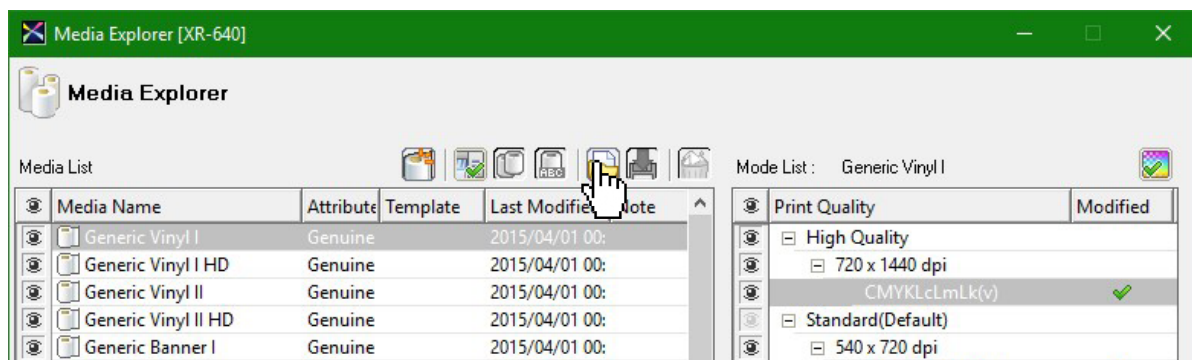 Media Explorer [XR-640]
Media Explorer
Media List
ABC
Mode List : Generic Vinyl I
Media Name Attribute Template Last Modifie Note
Print Quality Modified
Generic Vinyl I Genuine 2015/04/01 00:
High Quality
Generic Vinyl I HD Genuine 2015/04/01 00:
720 x 1440 dpi
Generic Vinyl II Genuine 2015/04/01 00:
CMYKLcLmLk(v)
Generic Vinyl II HD Genuine 2015/04/01 00:
Standard(Default)
Generic Banner I Genuine 2015/04/01 00:
540 x 720 dpi